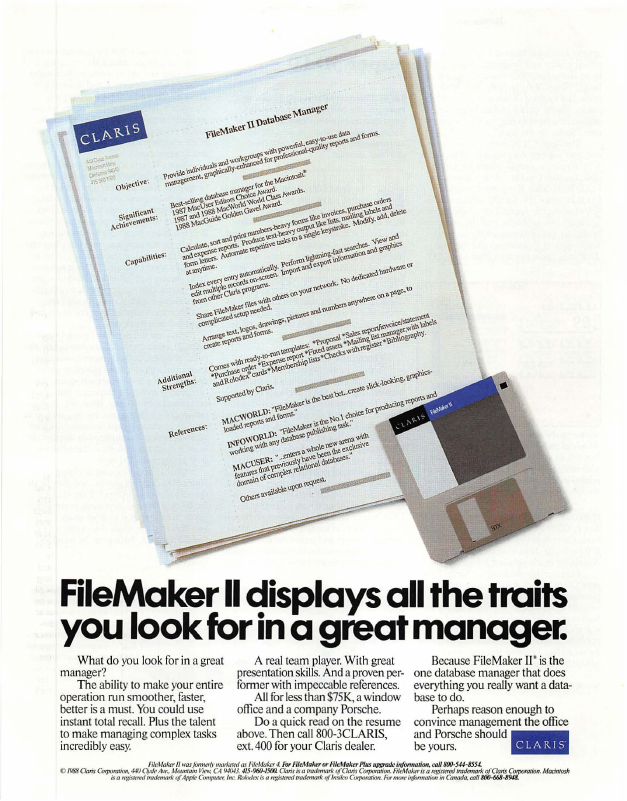 CLARIS
440 Clyde Avenue
Mountain View
California 94043
415 960 1500
FileMaker II Database Manager
Objective:
Provide individuals and workgroups with powerful, easy-to-use data
management, graphically-enhanced for professional-quality reports and forms.
Significant
Achievements:
Best-selling database manager for the Macintosh.®
1987 MacUser Editors Choice Award.
1987 and 1988 MacWorld World Class Awards.
1988 MacGuide Golden Gavel Award.
Capabilities:
Calculate, sort and print numbers-heavy forms like invoices, purchase orders
and expense reports. Produce text-heavy output like lists, mailing labels and
form letters. Automate repetitive tasks to a single keystroke. Modify, add, delete
at anytime.
Index every entry automatically. Perform lightning-fast searches. View and
edit multiple records on-screen. Import and export information and graphics
from other Claris programs.
Share FileMaker files with others on your network. No dedicated hardware or
complicated setup needed.
Arrange text, logos, drawings, pictures and numbers anywhere on a page, to
create reports and forms.
Additional
Strengths:
Comes with ready-to-run templates: *Proposal *Sales report/invoice/statement
*Purchase order *Expense report *Fixed assets *Mailing list manager, with labels
and Rolodex® cards *Membership lists *Checks with register *Bibliography.
Supported by Claris.
References:
MACWORLD: "FileMaker is the best bet...create slick-looking, graphics-
loaded reports and forms."
INFOWORLD: "FileMaker is the No.1 choice for producing reports and
working with any database publishing task."
MACUSER: "...enters a whole new arena with
features that previously have been the exclusive
domain of complex relational databases."
Others available upon request.
CLARIS
FileMaker II
FileMaker II displays all the traits
you look for in a great manager.
What do you look for in a great
manager?
The ability to make your entire
operation run smoother, faster,
better is a must. You could use
instant total recall. Plus the talent
to make managing complex tasks
incredibly easy.
A real team player. With great
presentation skills. And a proven per-
former with impeccable references.
All for less than $75K, a window
office and a company Porsche.
Do a quick read on the resume
above. Then call 800-3CLARIS,
ext. 400 for your Claris dealer.
Because FileMaker II® is the
one database manager that does
everything you really want a data-
base to do.
Perhaps reason enough to
convince management the office
and Porsche should
be yours.
CLARIS
FileMaker II was formerly marketed as FileMaker 4. For FileMaker or FileMaker Plus upgrade information, call 800-544-8554.
© 1988 Claris Corporation, 440 Clyde Ave., Mountain View, CA 94043. 415-960-1500. Claris is a trademark of Claris Corporation. FileMaker is a registered trademark of Claris Corporation. Macintosh
is a registered trademark of Apple Computer, Inc. Rolodex is a registered trademark of Insilco Corporation. For more information in Canada, call 800-668-8948.